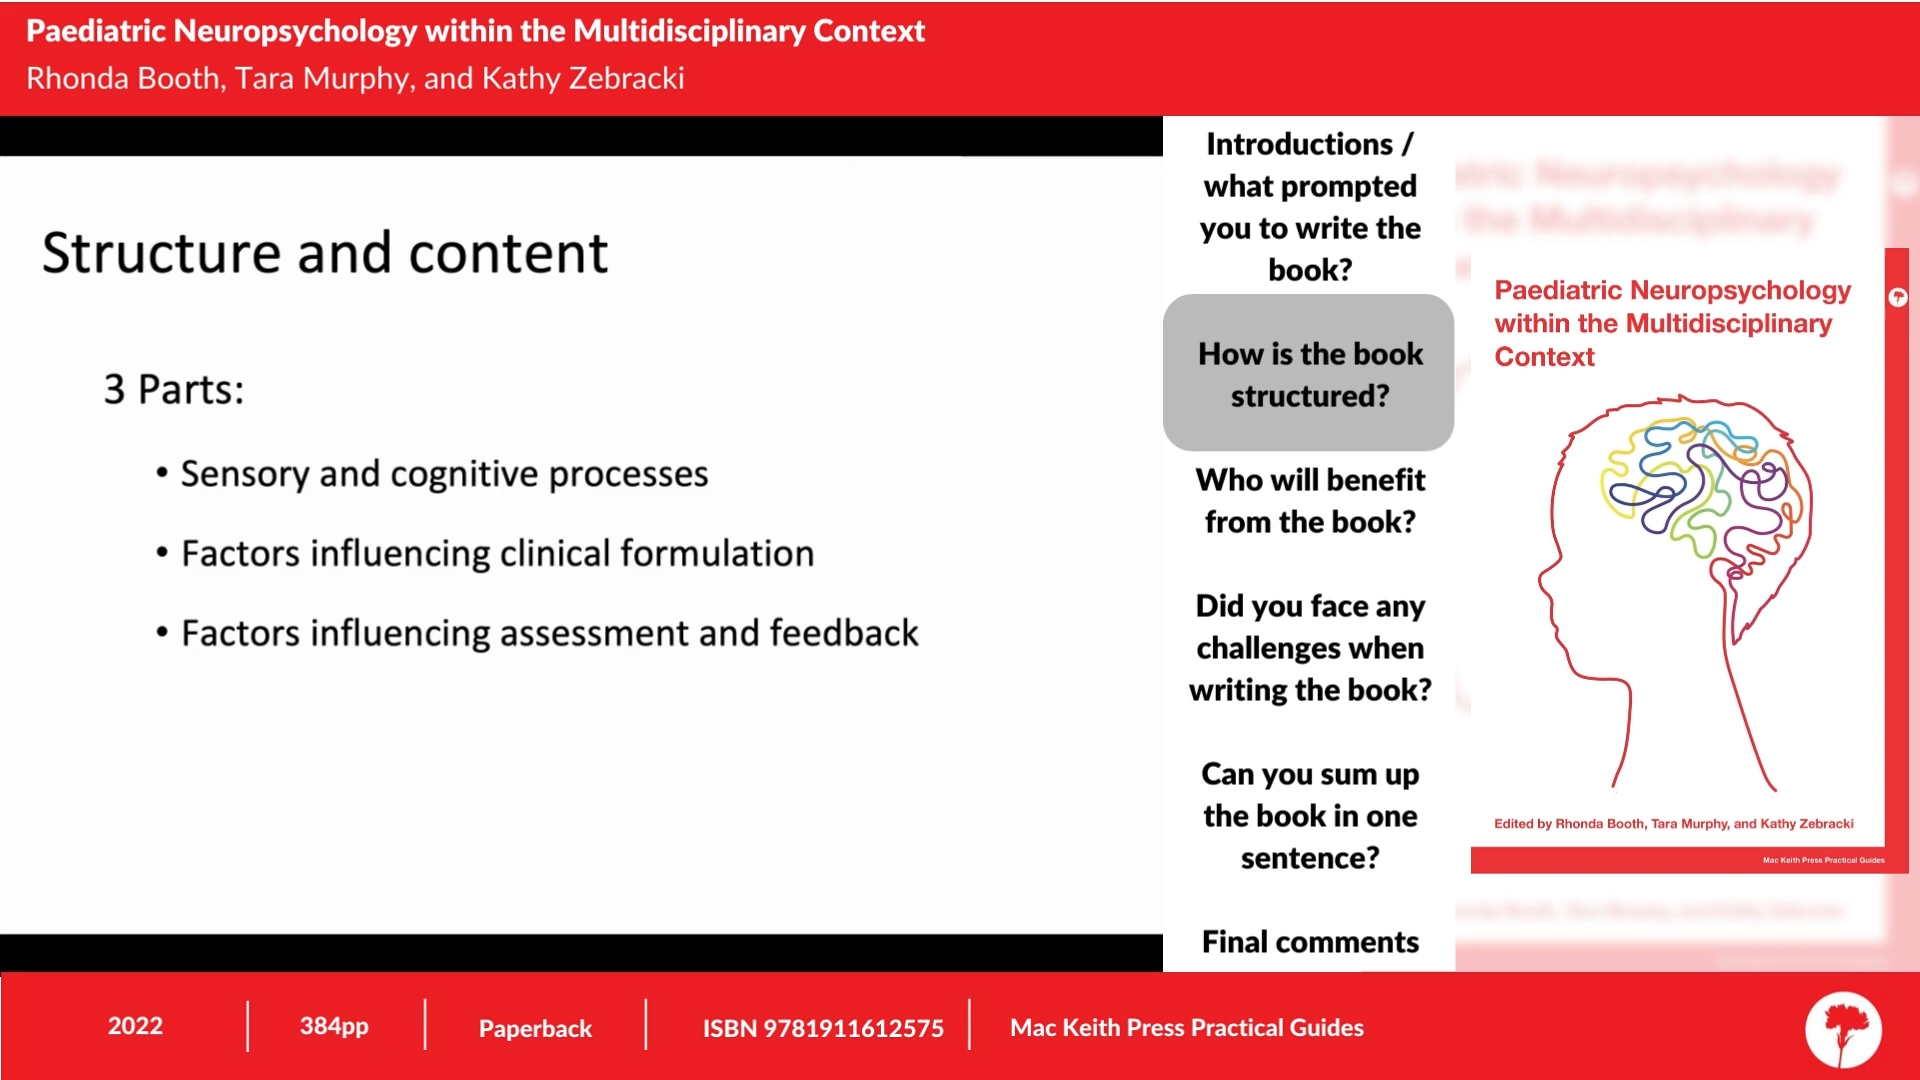 Paediatric Neuropsychology within the Multidisciplinary Context
Rhonda Booth, Tara Murphy, and Kathy Zebracki
Structure and content
3 Parts:
• Sensory and cognitive processes
• Factors influencing clinical formulation
• Factors influencing assessment and feedback
Introductions /
what prompted
you to write the
book?
How is the book
structured?
Who will benefit
from the book?
Did you face any
challenges when
writing the book?
Can you sum up
the book in one
sentence?
Final comments
Paediatric Neuropsychology
within the Multidisciplinary
Context
Edited by Rhonda Booth, Tara Murphy, and Kathy Zebracki
Mac Keith Press Practical Guides
2022
384pp
Paperback
ISBN 9781911612575
Mac Keith Press Practical Guides